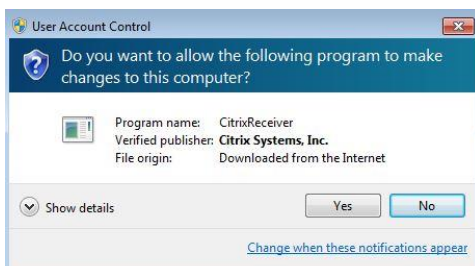 User Account Control
Do you want to allow the following program to make
changes to this computer?
Program name: CitrixReceiver
Verified publisher: Citrix Systems, Inc.
File origin: Downloaded from the Internet
Show details
Yes
No
Change when these notifications appear